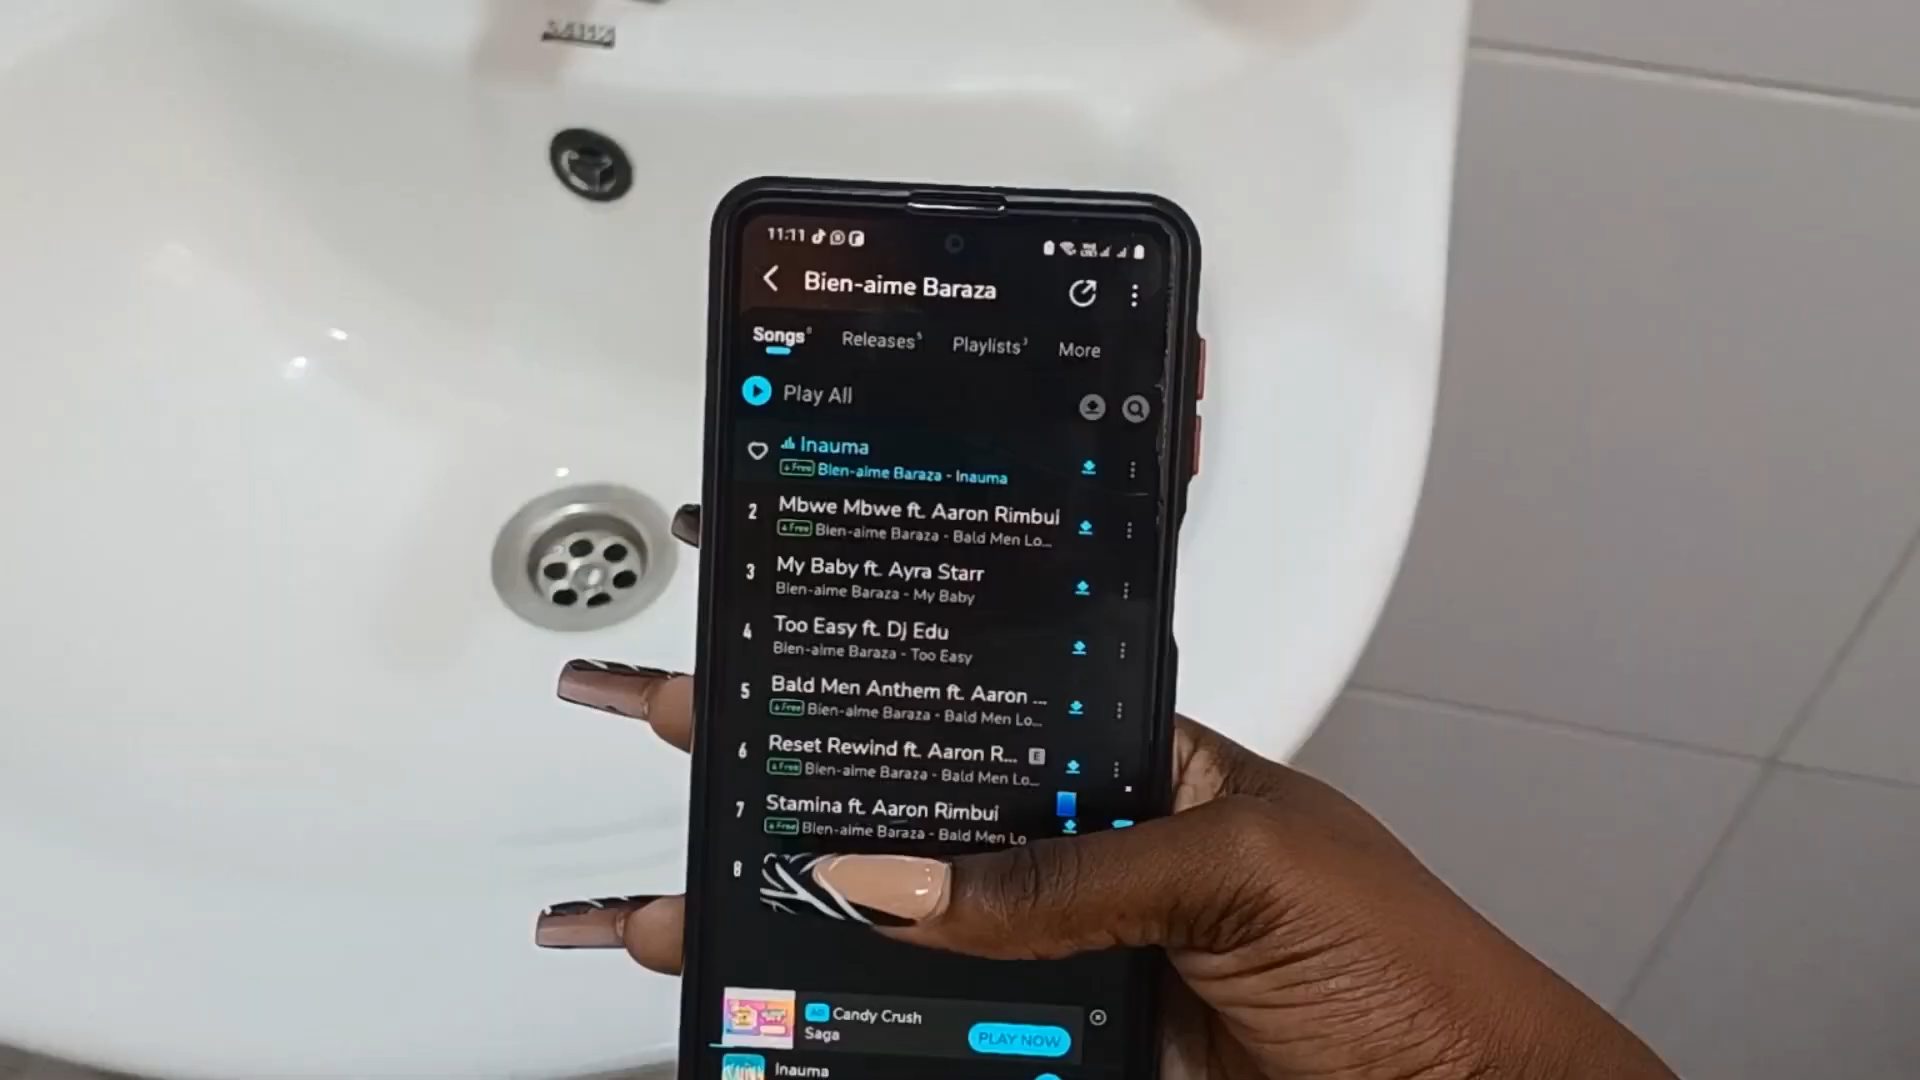 11:11
Bien-aime Baraza
Songs 8
Releases 5
Playlists 3
More
Play All
Inauma
Free Bien-aime Baraza - Inauma
2
Mbwe Mbwe ft. Aaron Rimbui
Free Bien-aime Baraza - Bald Men Lo...
3
My Baby ft. Ayra Starr
Bien-aime Baraza - My Baby
4
Too Easy ft. Dj Edu
Bien-aime Baraza - Too Easy
5
Bald Men Anthem ft. Aaron ...
Free Bien-aime Baraza - Bald Men Lo...
6
Reset Rewind ft. Aaron R... E
Free Bien-aime Baraza - Bald Men Lo...
7
Stamina ft. Aaron Rimbui
Free Bien-aime Baraza - Bald Men Lo
8
AD Candy Crush
Saga
PLAY NOW
Inauma